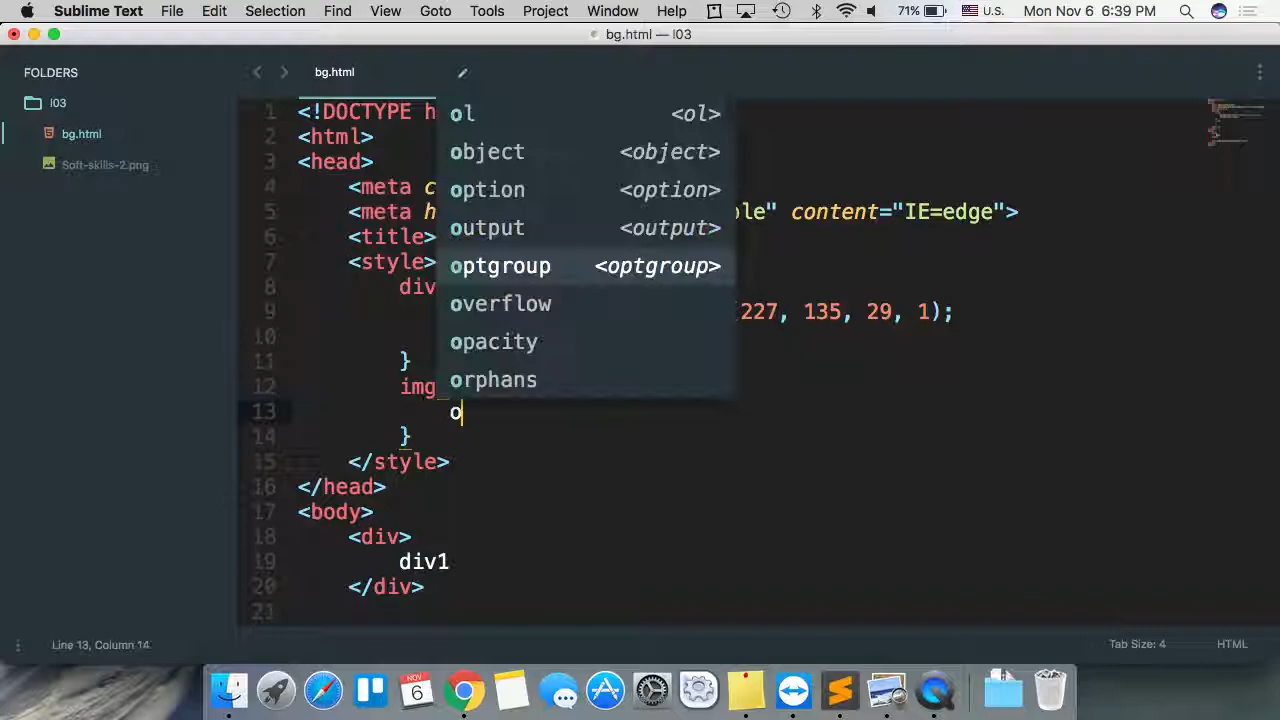 Sublime Text File Edit Selection Find View Goto Tools Project Window Help 71% U.S. Mon Nov 6 6:39 PM
bg.html — l03
FOLDERS
l03
bg.html
Soft-skills-2.png
bg.html
1 <!DOCTYPE h
2 <html>
3 <head>
4 <meta c
5 <meta h ble" content="IE=edge">
6 <title>
7 <style>
8 div
9 (227, 135, 29, 1);
10
11 }
12 img
13 o
14 }
15 </style>
16 </head>
17 <body>
18 <div>
19 div1
20 </div>
21
ol <ol>
object <object>
option <option>
output <output>
optgroup <optgroup>
overflow
opacity
orphans
Line 13, Column 14
Tab Size: 4 HTML
NOV
6